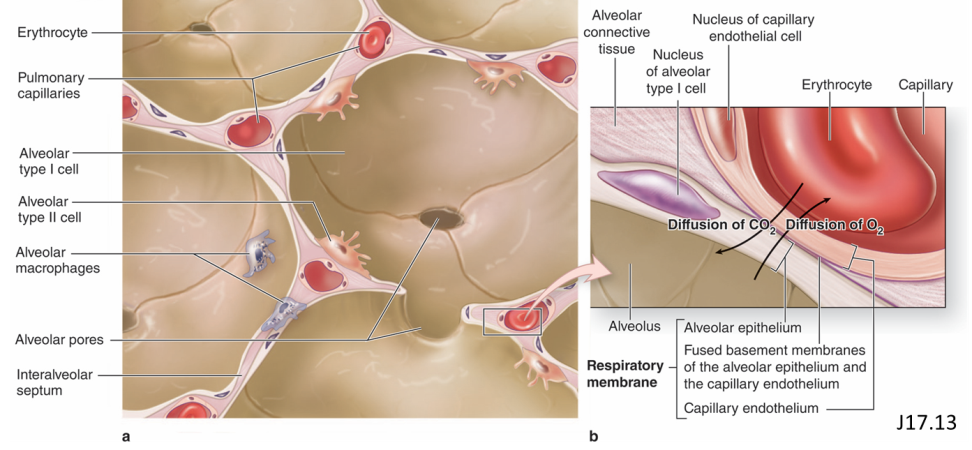 Erythrocyte
Pulmonary
capillaries
Alveolar
type I cell
Alveolar
type II cell
Alveolar
macrophages
Alveolar pores
Interalveolar
septum
a
Alveolar
connective
tissue
Nucleus
of alveolar
type I cell
Nucleus of capillary
endothelial cell
Erythrocyte
Capillary
Diffusion of CO2
Diffusion of O2
Alveolus
Respiratory
membrane
Alveolar epithelium
Fused basement membranes
of the alveolar epithelium and
the capillary endothelium
Capillary endothelium
b
J17.13